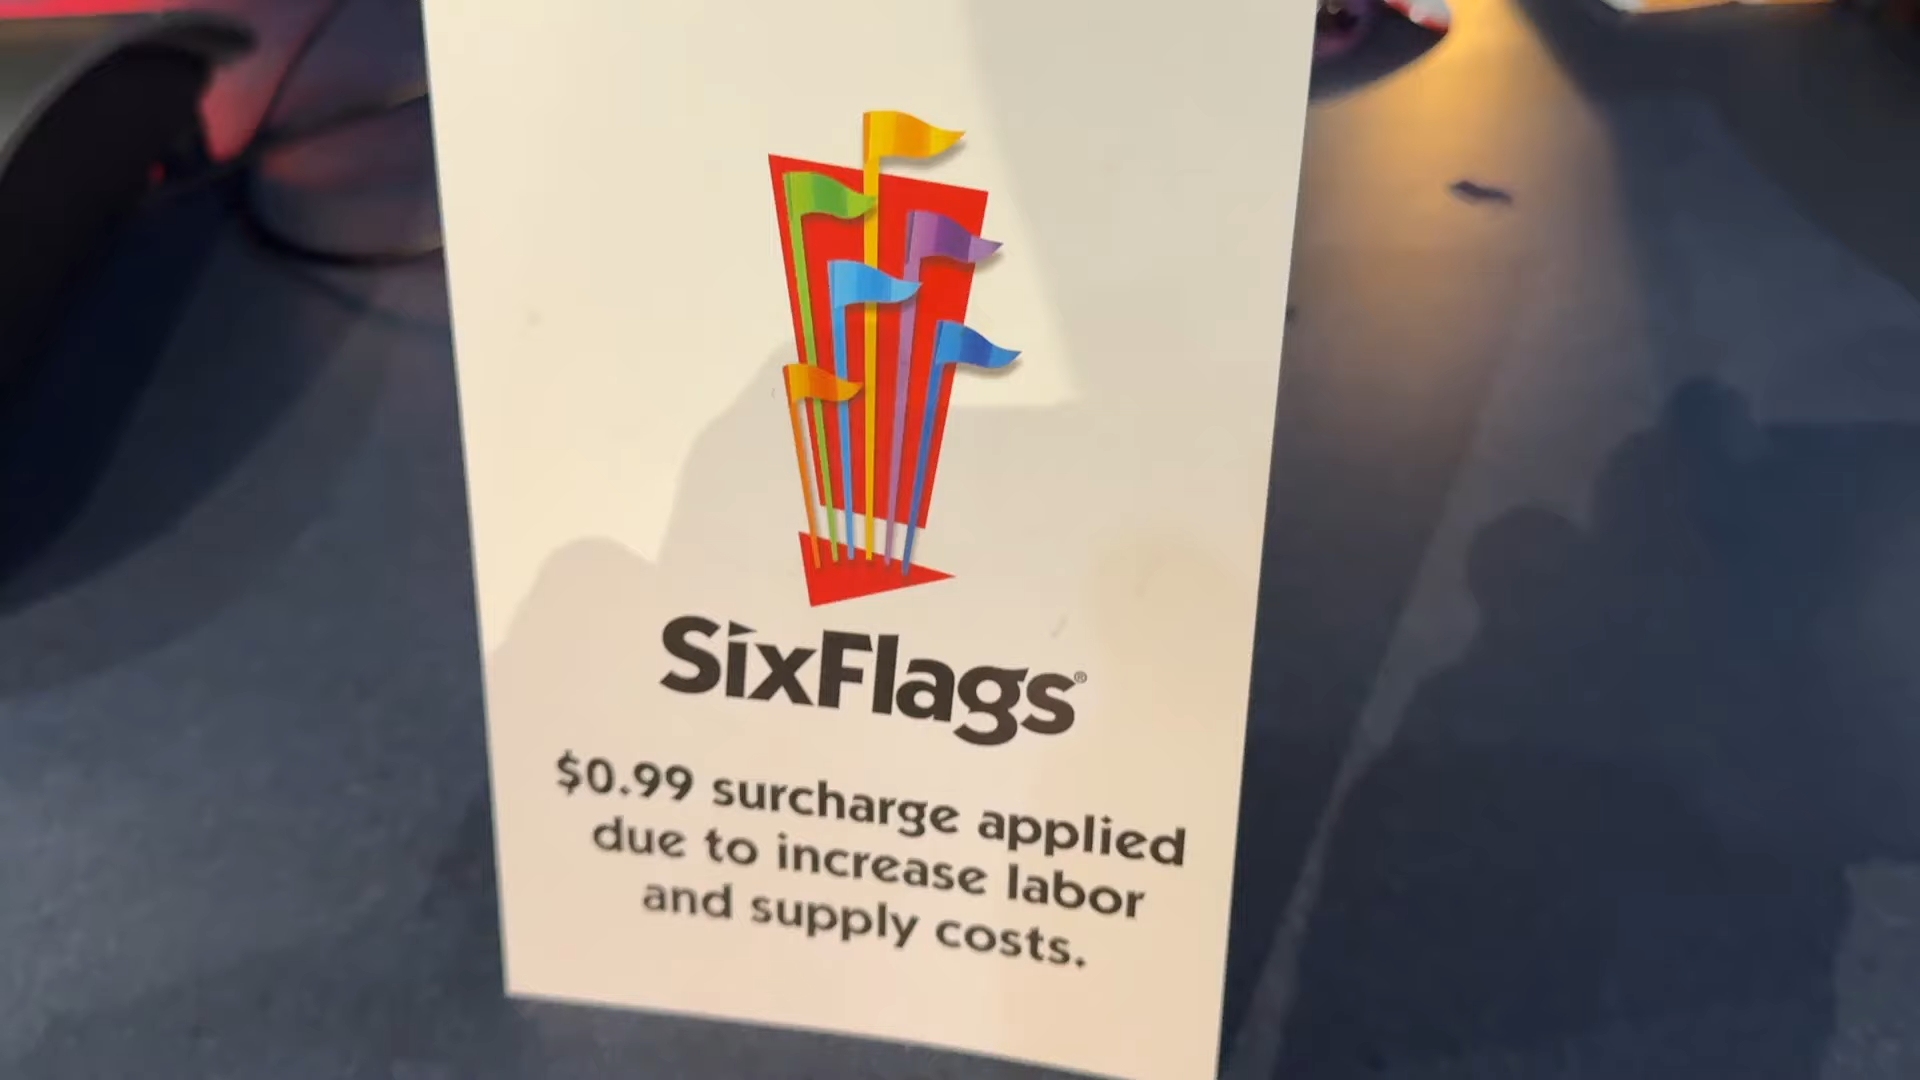 SixFlags®
$0.99 surcharge applied
due to increase labor
and supply costs.